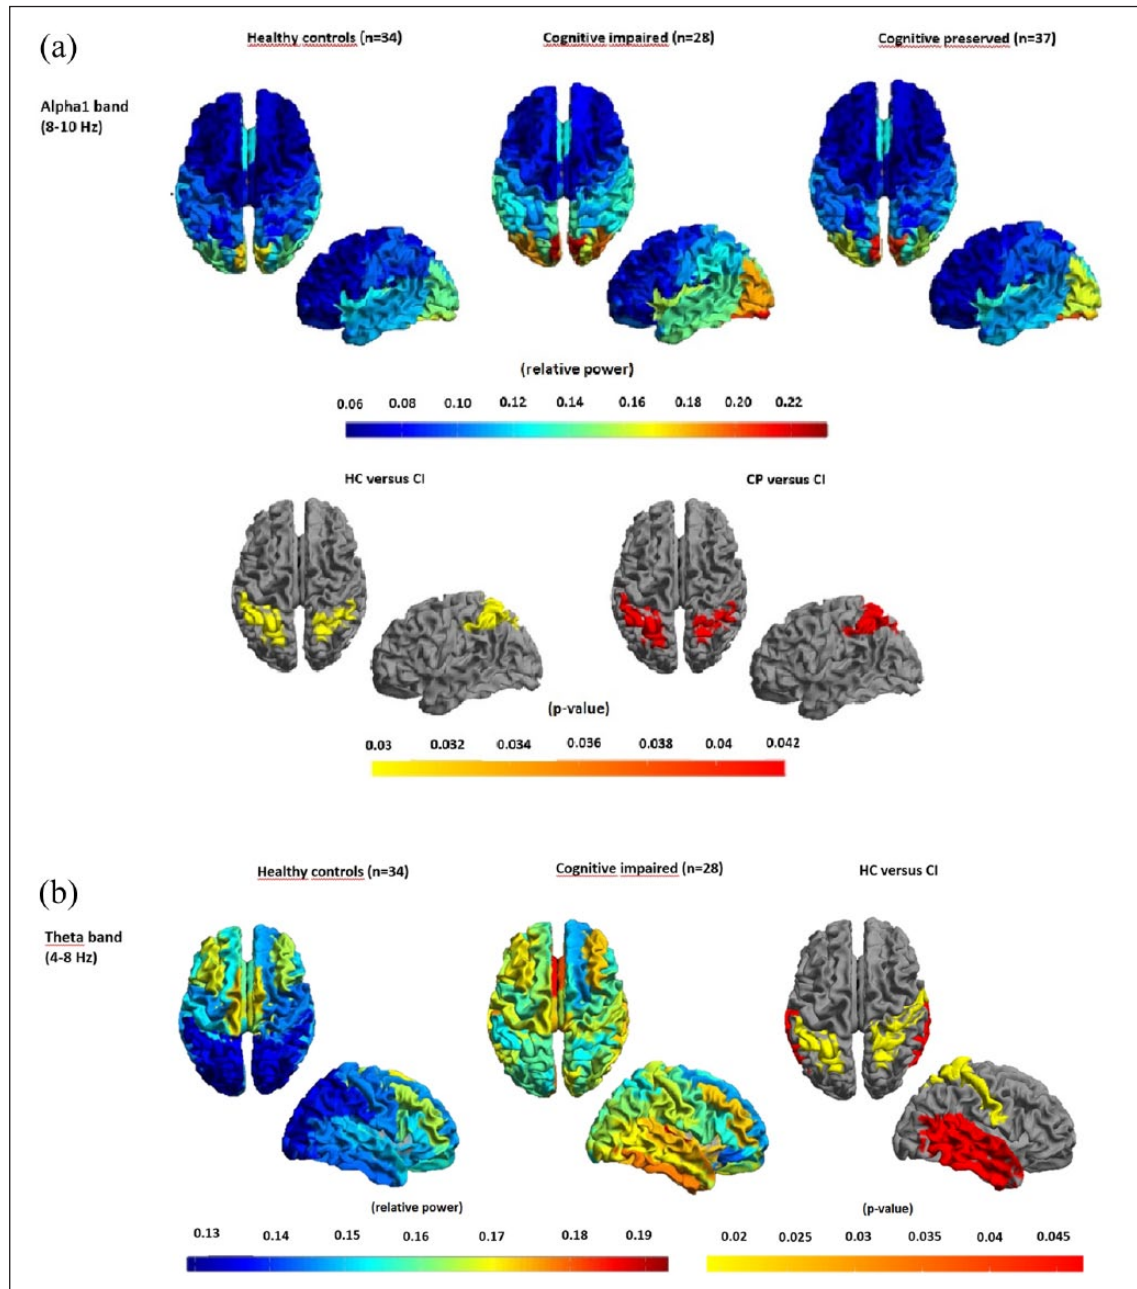 (a)
Healthy controls (n=34)
Cognitive impaired (n=28)
Cognitive preserved (n=37)
Alpha1 band
(8-10 Hz)
(relative power)
0.06 0.08 0.10 0.12 0.14 0.16 0.18 0.20 0.22
HC versus CI
CP versus CI
(p-value)
0.03 0.032 0.034 0.036 0.038 0.04 0.042
(b)
Healthy controls (n=34)
Cognitive impaired (n=28)
HC versus CI
Theta band
(4-8 Hz)
(relative power)
0.13 0.14 0.15 0.16 0.17 0.18 0.19
(p-value)
0.02 0.025 0.03 0.035 0.04 0.045